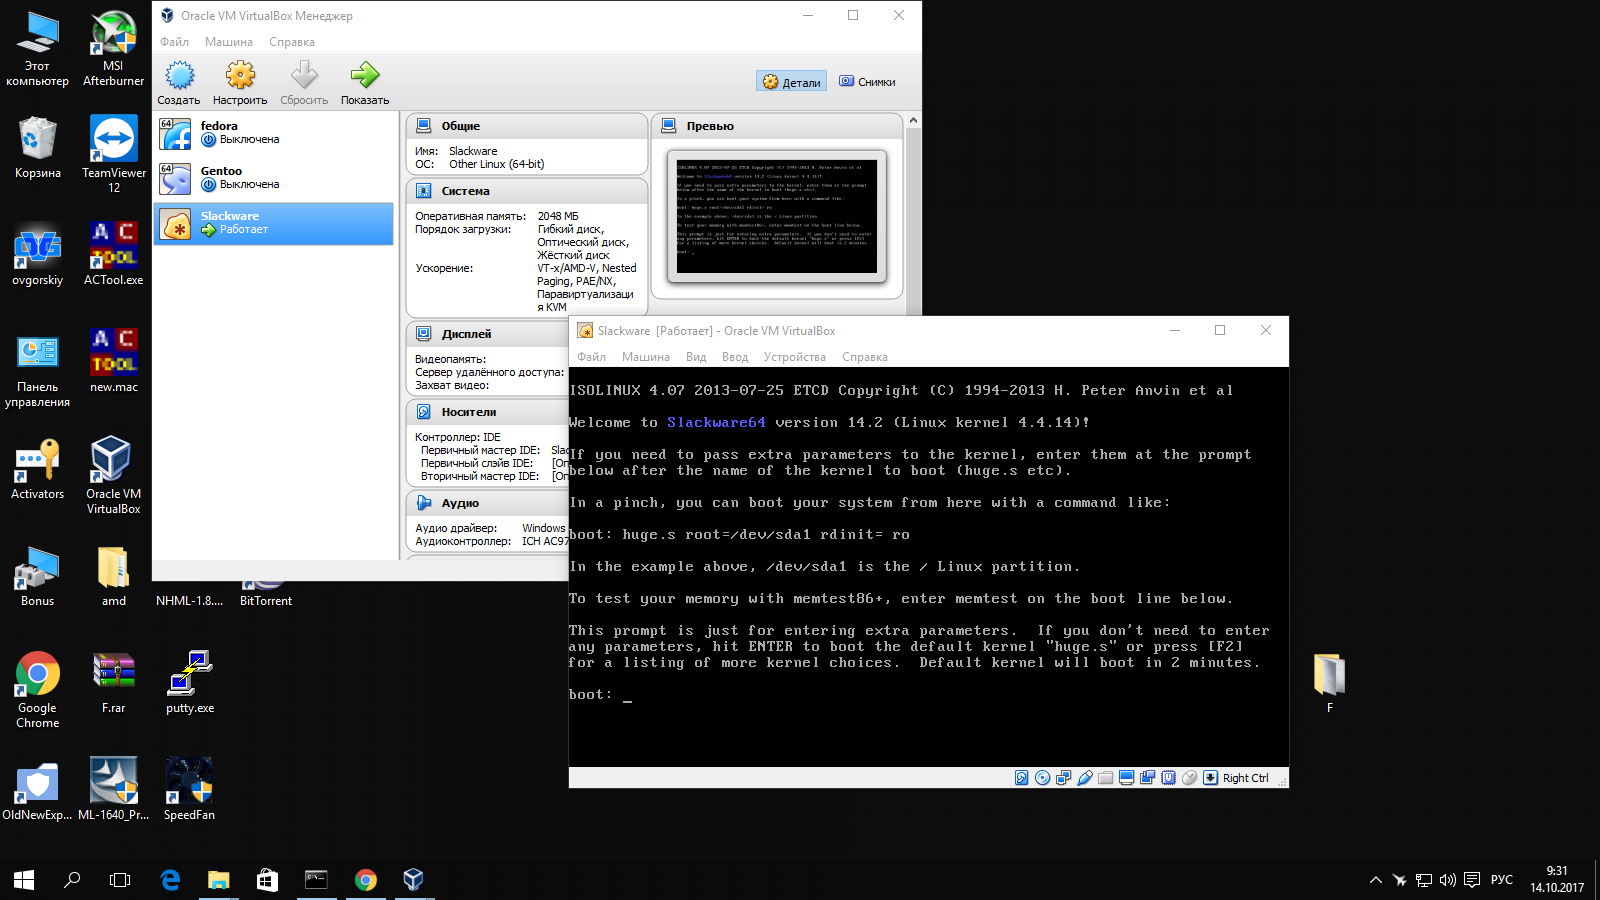 Этот
компьютер
MSI
Afterburner
Корзина
TeamViewer
12
ovgorskiy
ACTool.exe
Панель
управления
new.mac
Activators
Oracle VM
VirtualBox
Bonus
amd
NHML-1.8....
BitTorrent
Google
Chrome
F.rar
putty.exe
OldNewExp...
ML-1640_Pr...
SpeedFan
F
Oracle VM VirtualBox Менеджер
Файл Машина Справка
Создать Настроить Сбросить Показать
Детали Снимки
64 fedora
Выключена
64 Gentoo
Выключена
Slackware
Работает
Общие
Имя: Slackware
ОС: Other Linux (64-bit)
Система
Оперативная память: 2048 МБ
Порядок загрузки: Гибкий диск,
Оптический диск,
Жёсткий диск
Ускорение: VT-x/AMD-V, Nested
Paging, PAE/NX,
Паравиртуализаци
я KVM
Дисплей
Видеопамять:
Сервер удалённого доступа:
Захват видео:
Носители
Контроллер: IDE
Первичный мастер IDE: Slac
Первичный слэйв IDE: [Оп
Вторичный мастер IDE: [Оп
Аудио
Аудио драйвер: Windows
Аудиоконтроллер: ICH AC97
Превью
Slackware [Работает] - Oracle VM VirtualBox
Файл Машина Вид Ввод Устройства Справка
ISOLINUX 4.07 2013-07-25 ETCD Copyright (C) 1994-2013 H. Peter Anvin et al
Welcome to Slackware64 version 14.2 (Linux kernel 4.4.14)!
If you need to pass extra parameters to the kernel, enter them at the prompt
below after the name of the kernel to boot (huge.s etc).
In a pinch, you can boot your system from here with a command like:
boot: huge.s root=/dev/sda1 rdinit= ro
In the example above, /dev/sda1 is the / Linux partition.
To test your memory with memtest86+, enter memtest on the boot line below.
This prompt is just for entering extra parameters.  If you don't need to enter
any parameters, hit ENTER to boot the default kernel "huge.s" or press [F2]
for a listing of more kernel choices.  Default kernel will boot in 2 minutes.
boot: _
Right Ctrl
РУС
9:31
14.10.2017